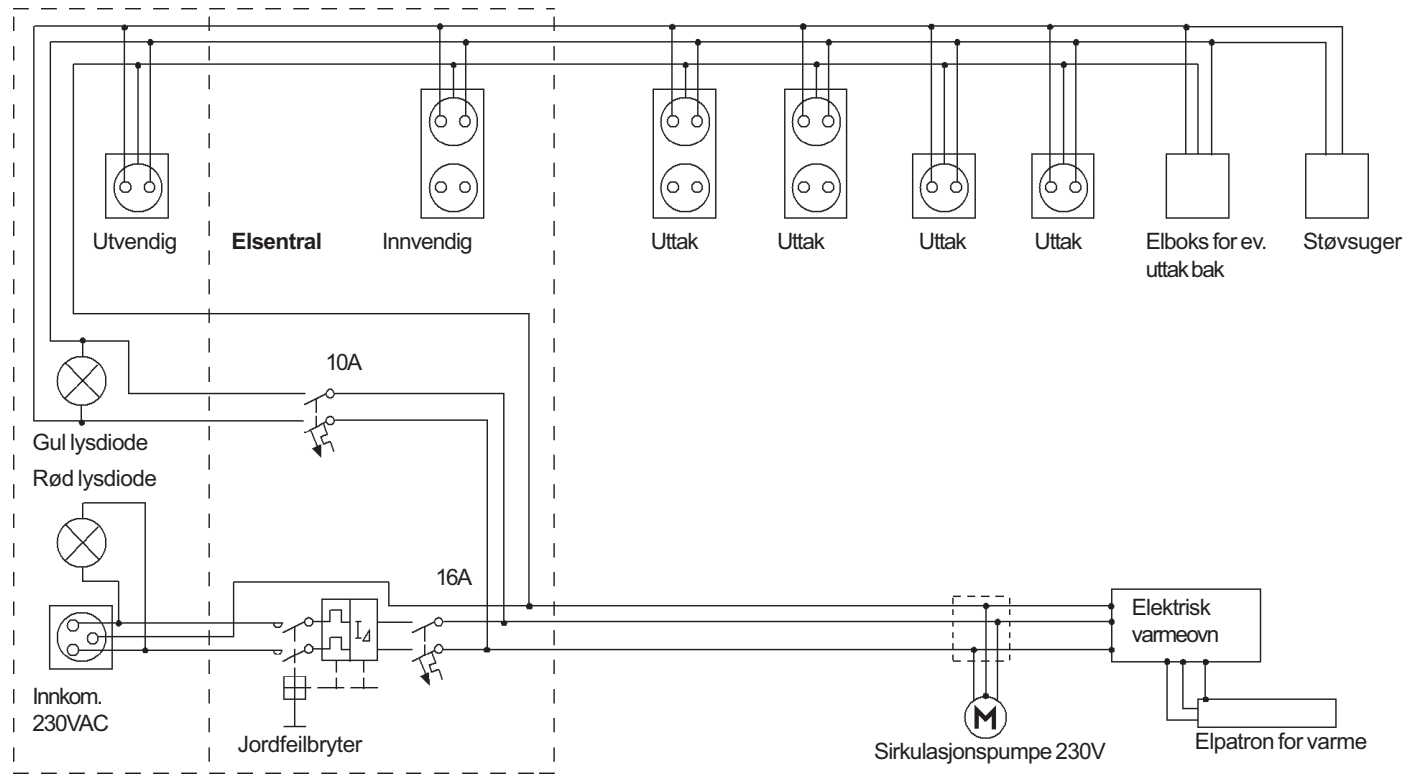 Utvendig
Elsentral
Innvendig
Uttak
Uttak
Uttak
Uttak
Elboks for ev.
uttak bak
Støvsuger
10A
Gul lysdiode
Rød lysdiode
16A
I⊿
Innkom.
230VAC
Jordfeilbryter
M
Sirkulasjonspumpe 230V
Elektrisk
varmeovn
Elpatron for varme